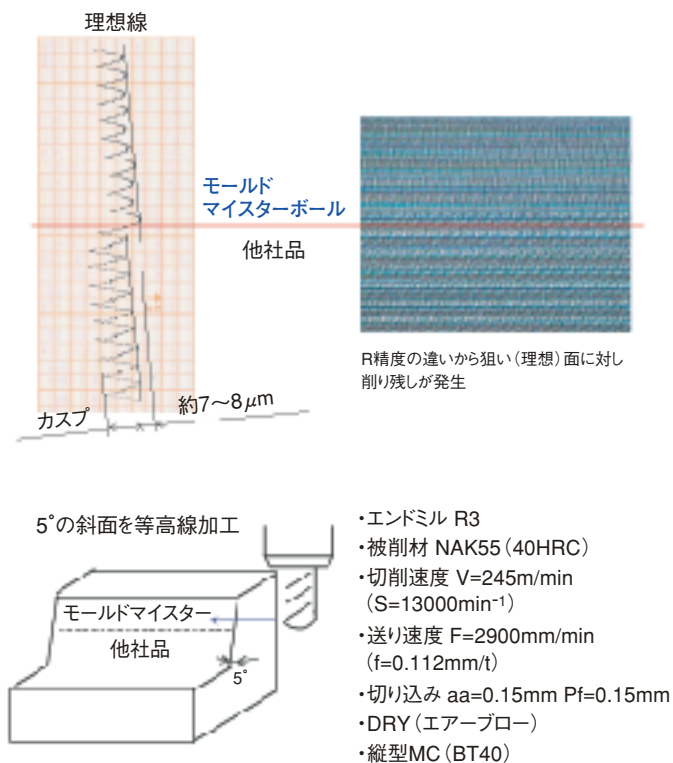 理想線
モールド
マイスターボール
他社品
R精度の違いから狙い（理想）面に対し
削り残しが発生
カスプ
約7～8μm
5°の斜面を等高線加工
モールドマイスター
他社品
5°
・エンドミル R3
・被削材 NAK55（40HRC）
・切削速度 V=245m/min
（S=13000min⁻¹）
・送り速度 F=2900mm/min
（f=0.112mm/t）
・切り込み aa=0.15mm Pf=0.15mm
・DRY（エアーブロー）
・縦型MC（BT40）